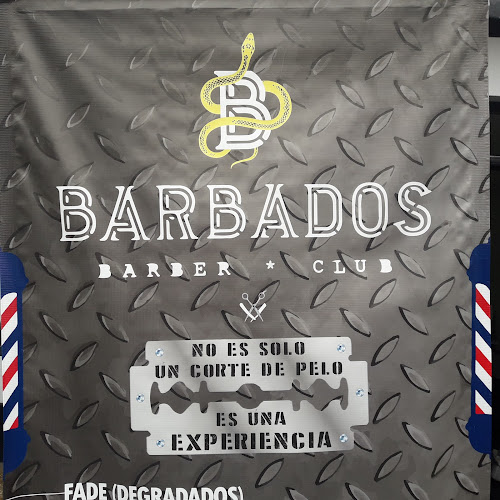 B
BARBADOS
BARBER * CLUB
NO ES SOLO
UN CORTE DE PELO
ES UNA
EXPERIENCIA
FADE (DEGRADADOS)